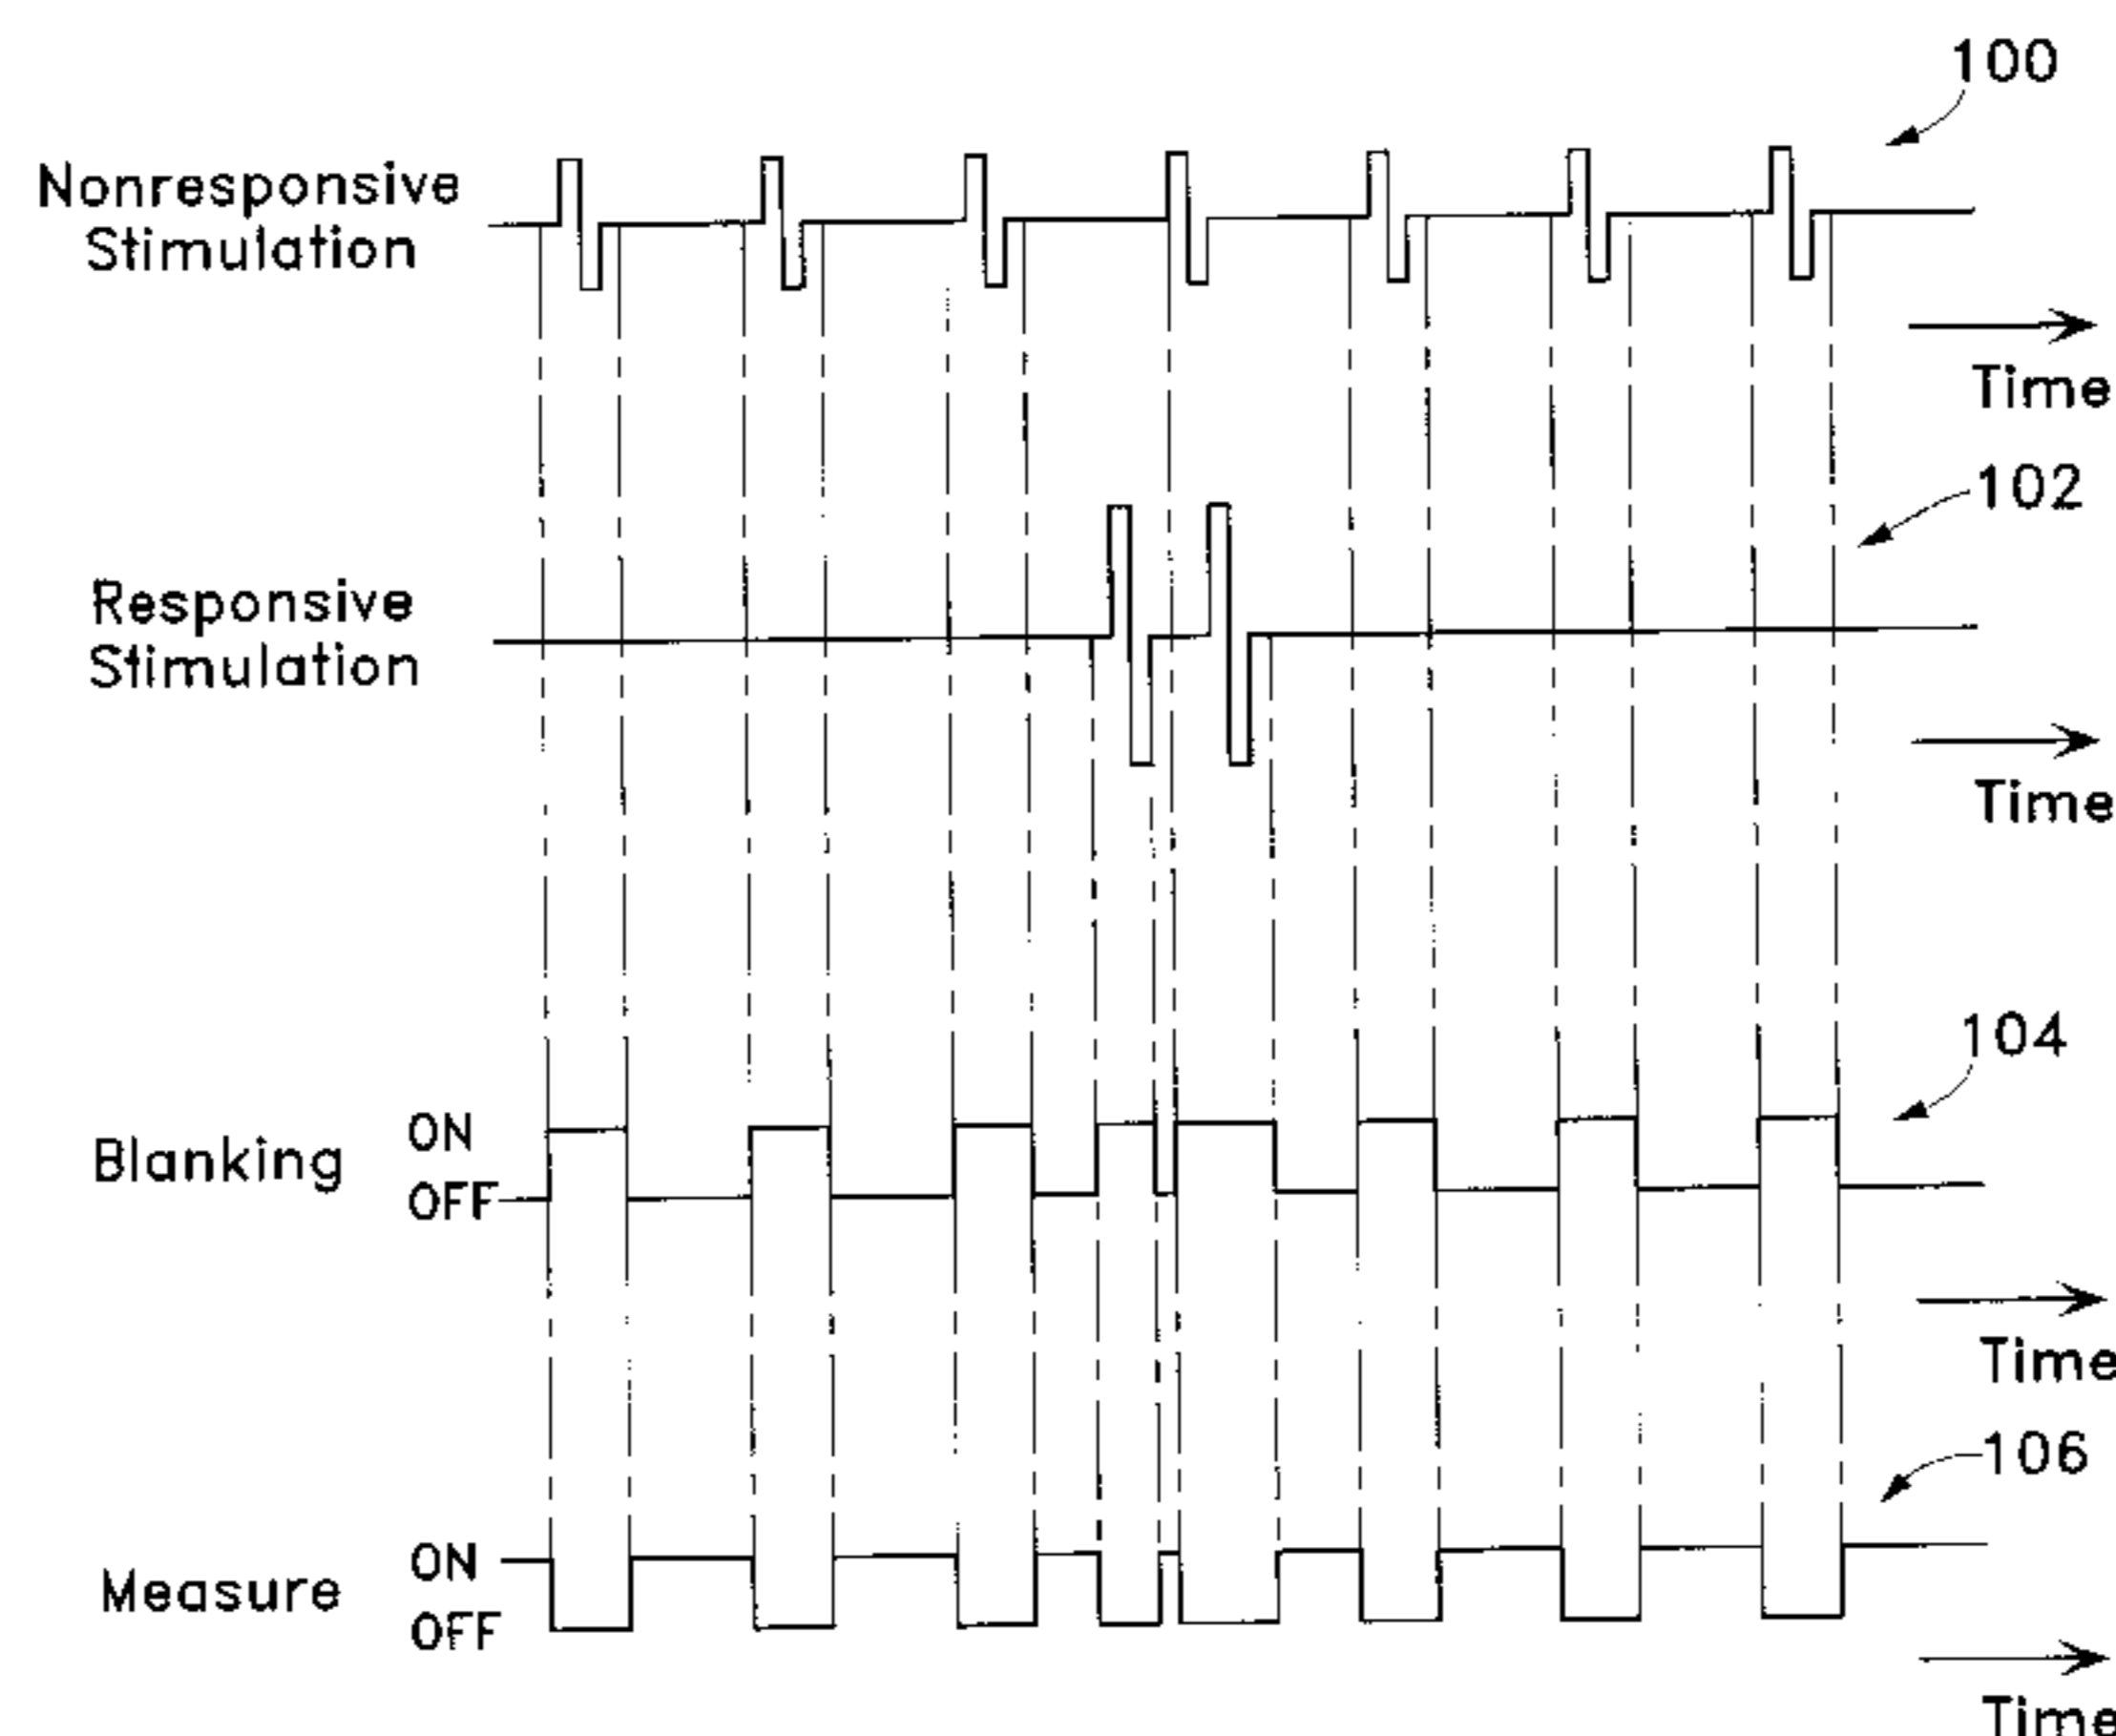 100
Nonresponsive
Stimulation
Time
102
Responsive
Stimulation
Time
104
Blanking
ON
OFF
Time
106
Measure
ON
OFF
Time